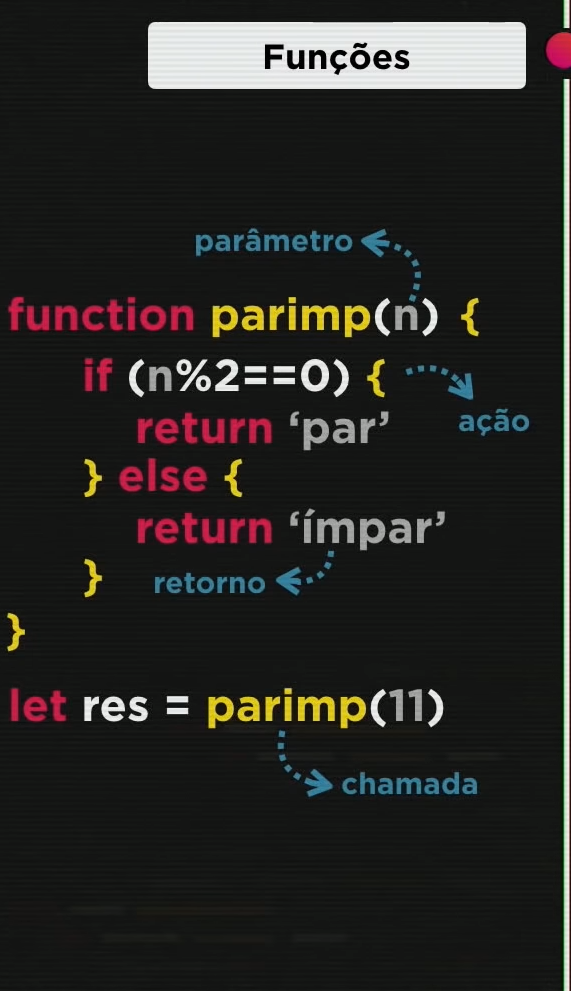 Funções
parâmetro
function parimp(n) {
if (n%2==0) {
ação
return ‘par’
} else {
return ‘ímpar’
}
retorno
}
let res = parimp(11)
chamada